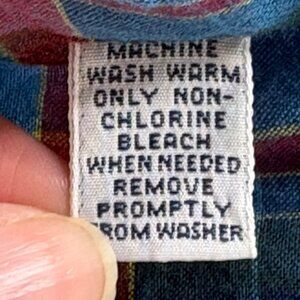 MACHINE
WASH WARM
ONLY NON-
CHLORINE
BLEACH
WHEN NEEDED
REMOVE
PROMPTLY
FROM WASHER